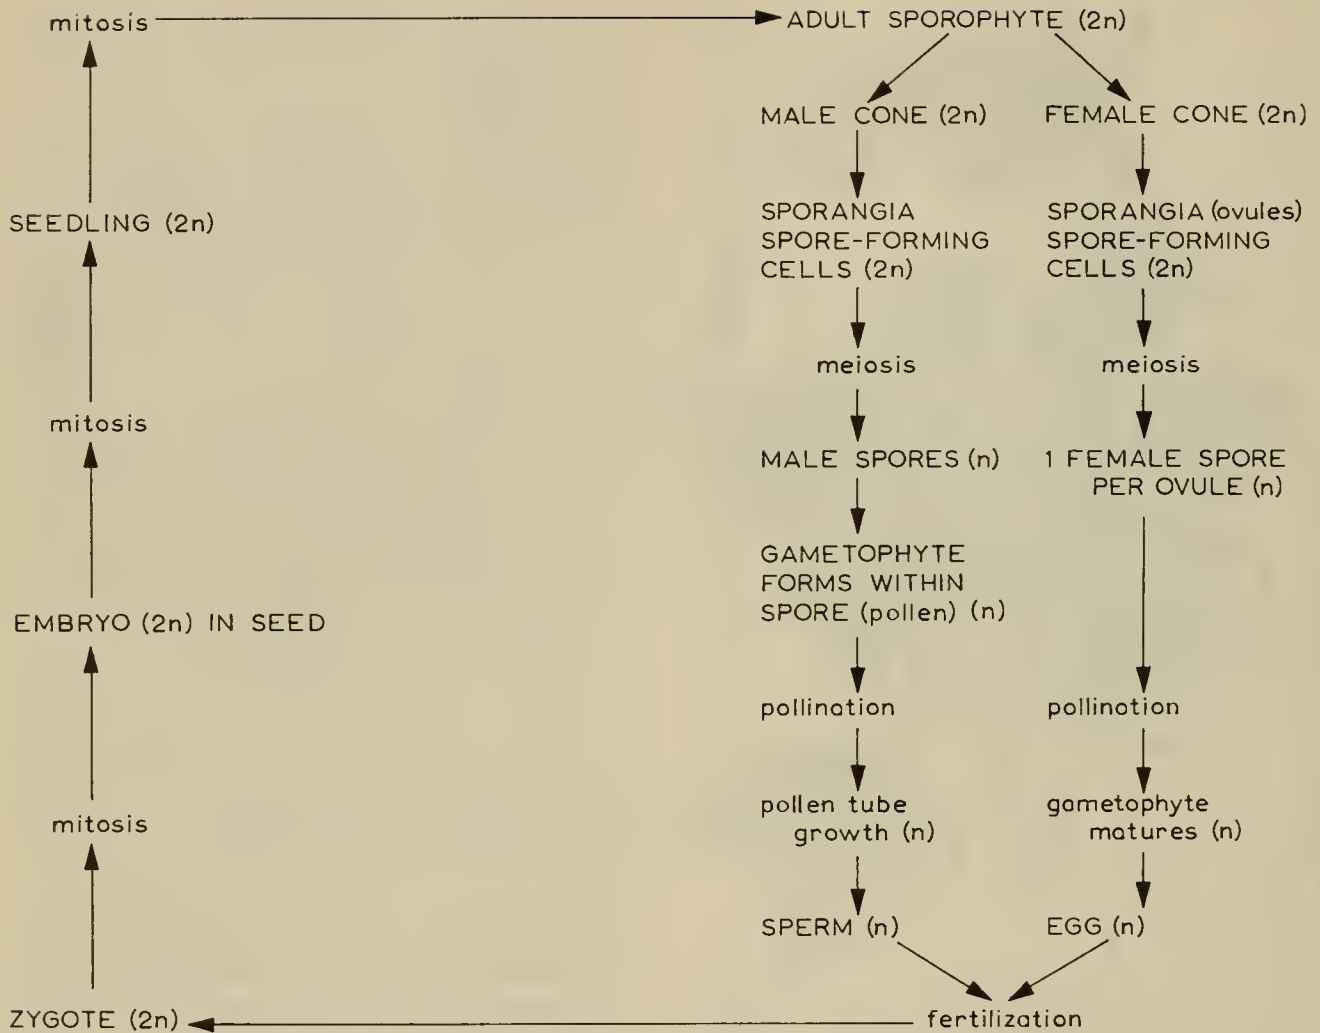 mitosis
ADULT SPOROPHYTE (2n)
MALE CONE (2n)
FEMALE CONE (2n)
SEEDLING (2n)
SPORANGIA
SPORE-FORMING
CELLS (2n)
SPORANGIA (ovules)
SPORE-FORMING
CELLS (2n)
meiosis
meiosis
mitosis
MALE SPORES (n)
1 FEMALE SPORE
PER OVULE (n)
GAMETOPHYTE
FORMS WITHIN
SPORE (pollen) (n)
EMBRYO (2n) IN SEED
pollination
pollination
mitosis
pollen tube
growth (n)
gametophyte
matures (n)
SPERM (n)
EGG (n)
ZYGOTE (2n)
fertilization